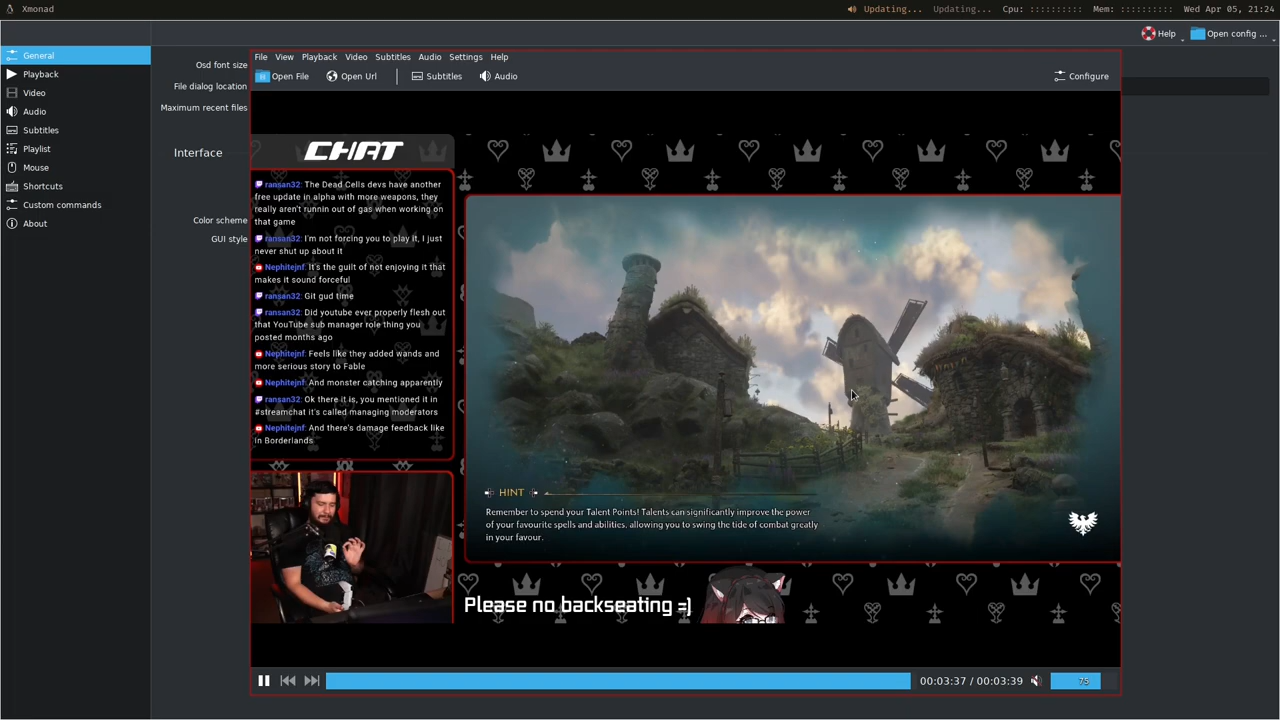 Xmonad
Updating...
Updating...
Cpu: ::::::::::
Mem: ::::::::::
Wed Apr 05, 21:24
Help
Open config ...
General
Playback
Video
Audio
Subtitles
Playlist
Mouse
Shortcuts
Custom commands
About
Osd font size
File dialog location
Maximum recent files
Interface
Color scheme
GUI style
File View Playback Video Subtitles Audio Settings Help
Open File
Open Url
Subtitles
Audio
Configure
CHAT
ransan32: The Dead Cells devs have another
free update in alpha with more weapons, they
really aren't runnin out of gas when working on
that game
ransan32: I'm not forcing you to play it, I just
never shut up about it
Nephitejnf: It's the guilt of not enjoying it that
makes it sound forceful
ransan32: Git gud time
ransan32: Did youtube ever properly flesh out
that YouTube sub manager role thing you
posted months ago
Nephitejnf: Feels like they added wands and
more serious story to Fable
Nephitejnf: And monster catching apparently
ransan32: Ok there it is, you mentioned it in
#streamchat it's called managing moderators
Nephitejnf: And there's damage feedback like
in Borderlands
HINT
Remember to spend your Talent Points! Talents can significantly improve the power
of your favourite spells and abilities, allowing you to swing the tide of combat greatly
in your favour.
Please no backseating =)
00:03:37 / 00:03:39
75